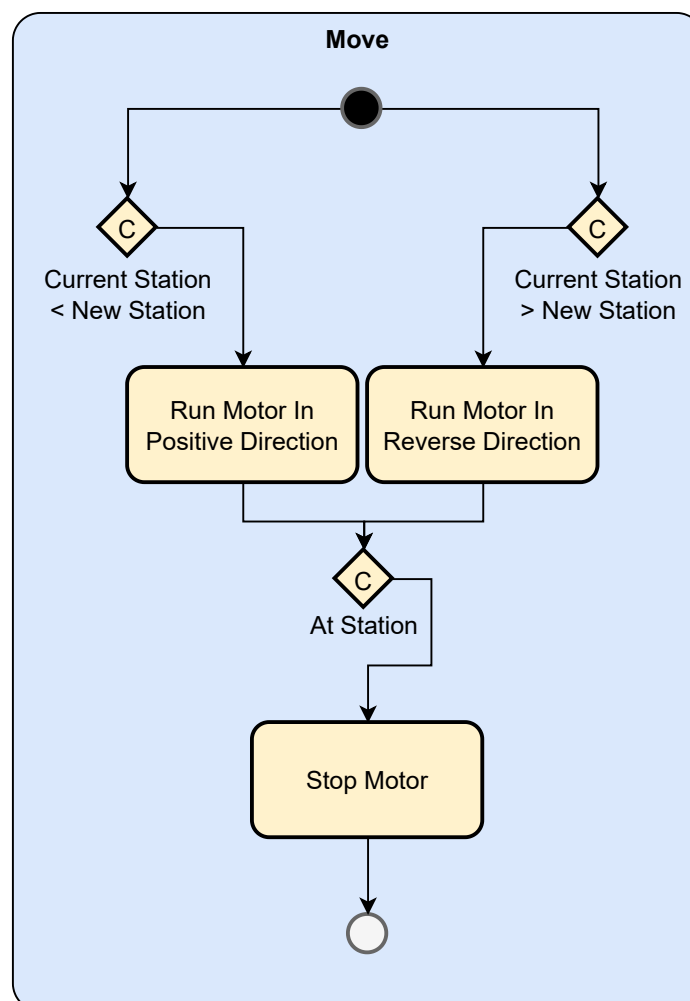 Move
C
C
Current Station
< New Station
Current Station
> New Station
Run Motor In
Positive Direction
Run Motor In
Reverse Direction
C
At Station
Stop Motor